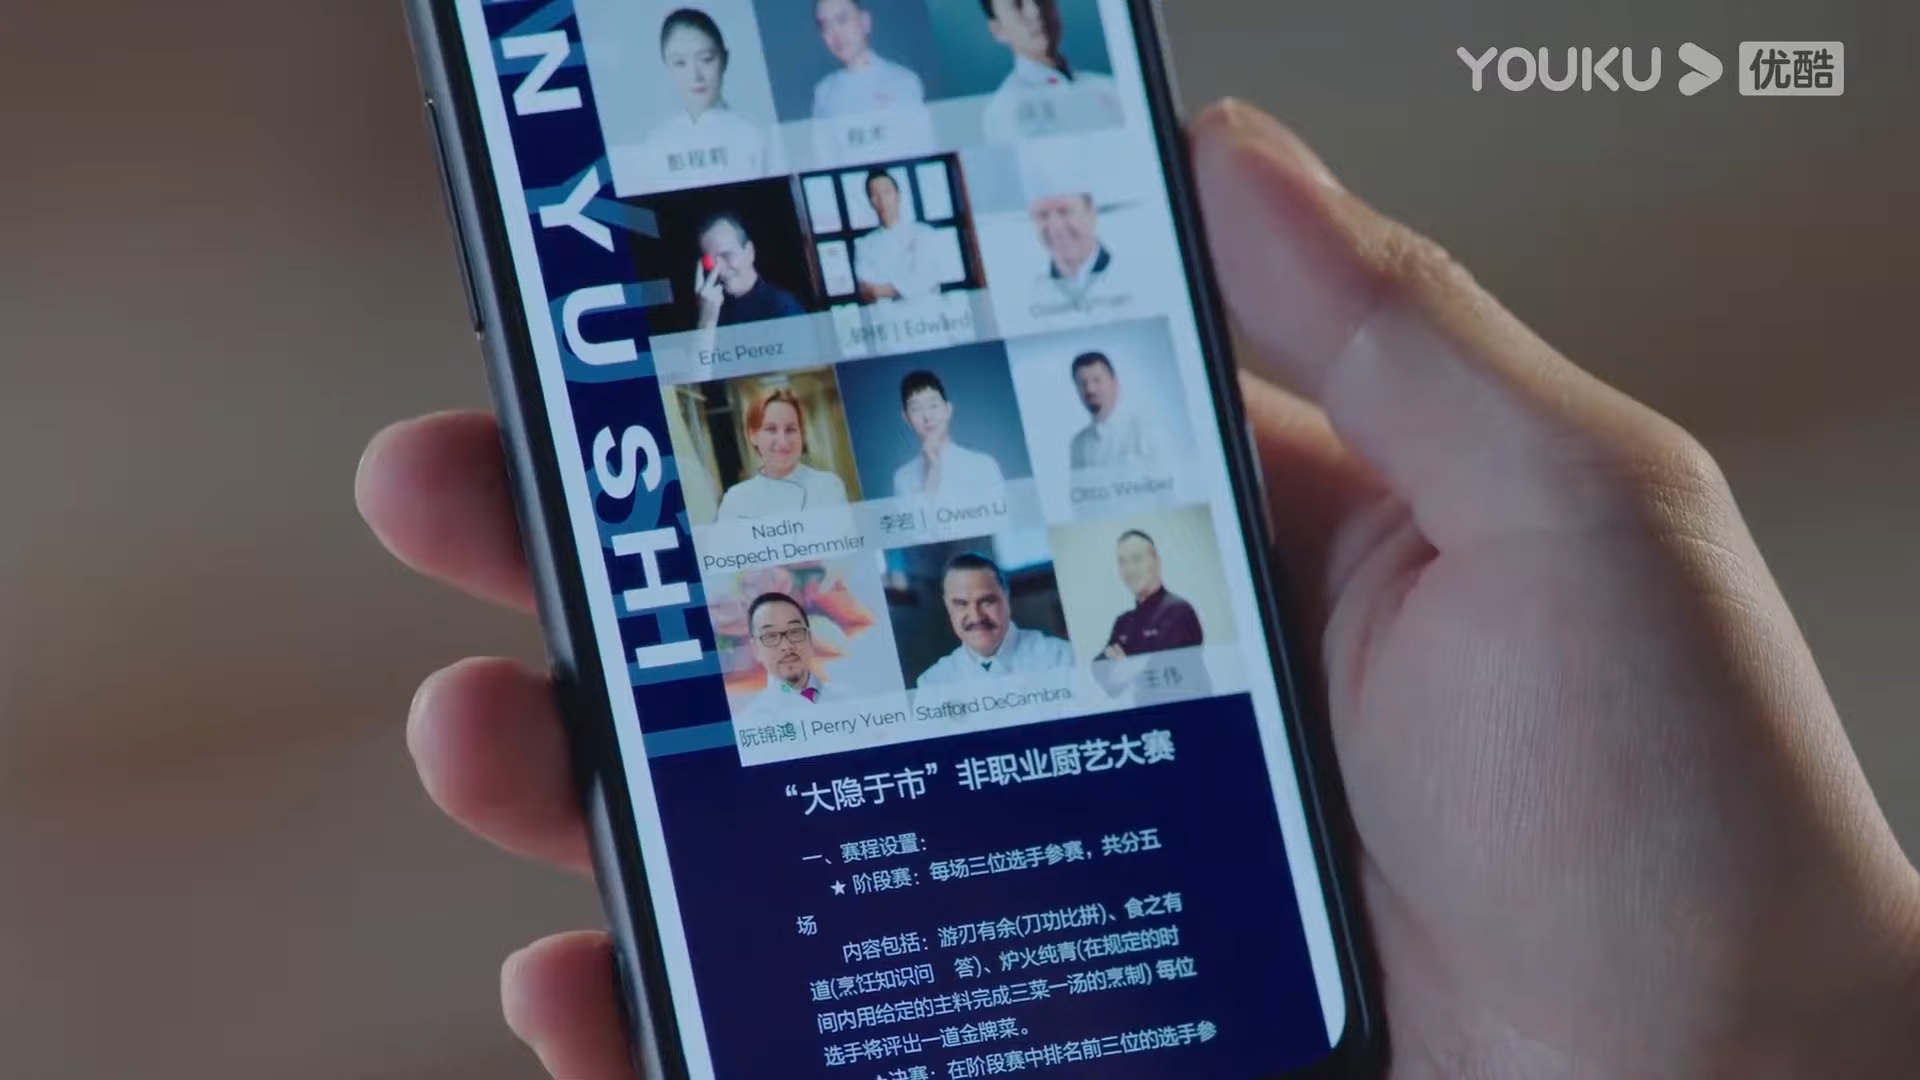 YOUKU 优酷
N YU SHI
彭程莉
程大
Eric Perez
钟伟 | Edward
Nadin
Pospech Demmler
李岩 | Owen Li
Otto Weibel
阮锦鸿 | Perry Yuen
Stafford DeCambra
王伟
“大隐于市”非职业厨艺大赛
一、赛程设置：
★ 阶段赛：每场三位选手参赛，共分五
场
内容包括：游刃有余(刀功比拼)、食之有
道(烹饪知识问 答)、炉火纯青(在规定的时
间内用给定的主料完成三菜一汤的烹制) 每位
选手将评出一道金牌菜。
★决赛：在阶段赛中排名前三位的选手参